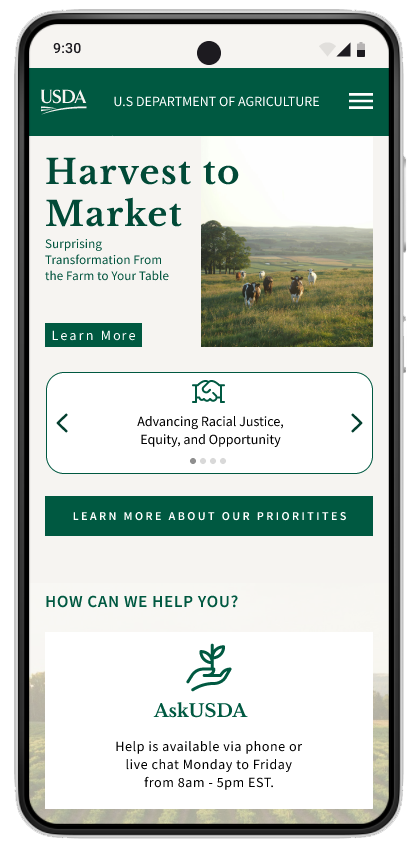 9:30
USDA
U.S DEPARTMENT OF AGRICULTURE
Harvest to
Market
Surprising
Transformation From
the Farm to Your Table
Learn More
Advancing Racial Justice,
Equity, and Opportunity
LEARN MORE ABOUT OUR PRIORITITES
HOW CAN WE HELP YOU?
AskUSDA
Help is available via phone or
live chat Monday to Friday
from 8am - 5pm EST.